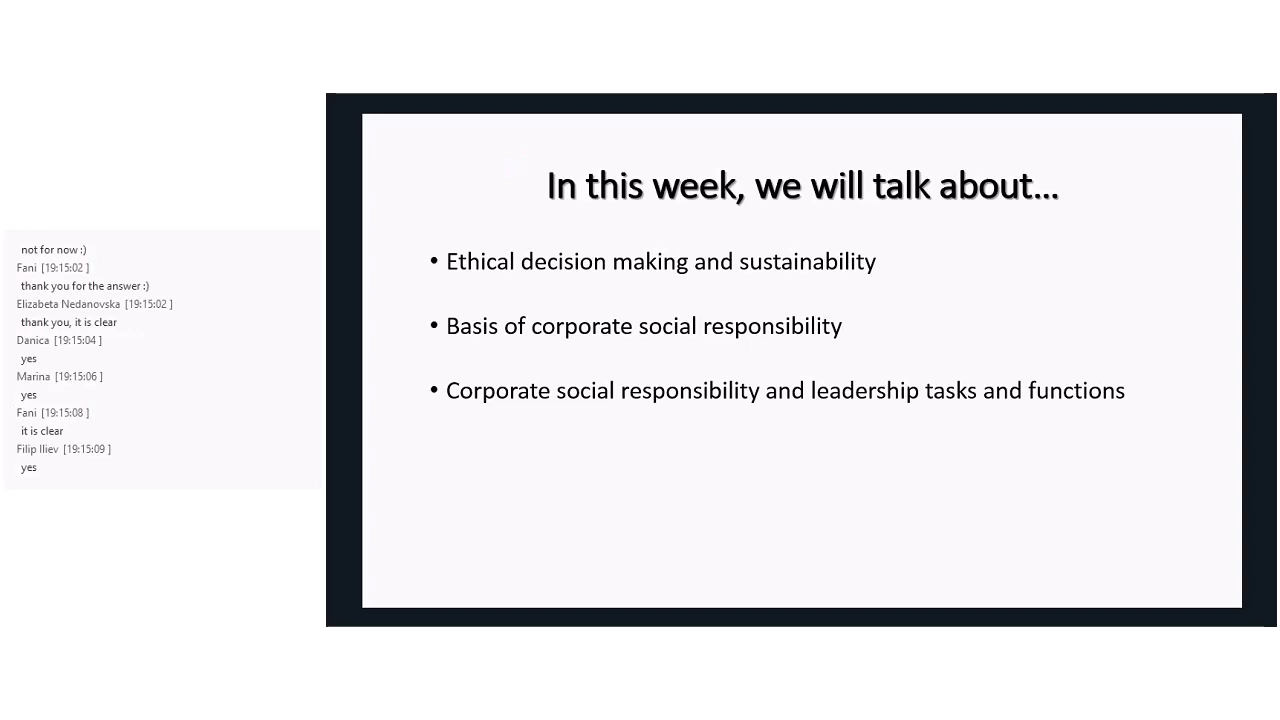 not for now :)
Fani [19:15:02 ]
thank you for the answer :)
Elizabeta Nedanovska [19:15:02 ]
thank you, it is clear
Danica [19:15:04 ]
yes
Marina [19:15:06 ]
yes
Fani [19:15:08 ]
it is clear
Filip Iliev [19:15:09 ]
yes
In this week, we will talk about...
• Ethical decision making and sustainability
• Basis of corporate social responsibility
• Corporate social responsibility and leadership tasks and functions